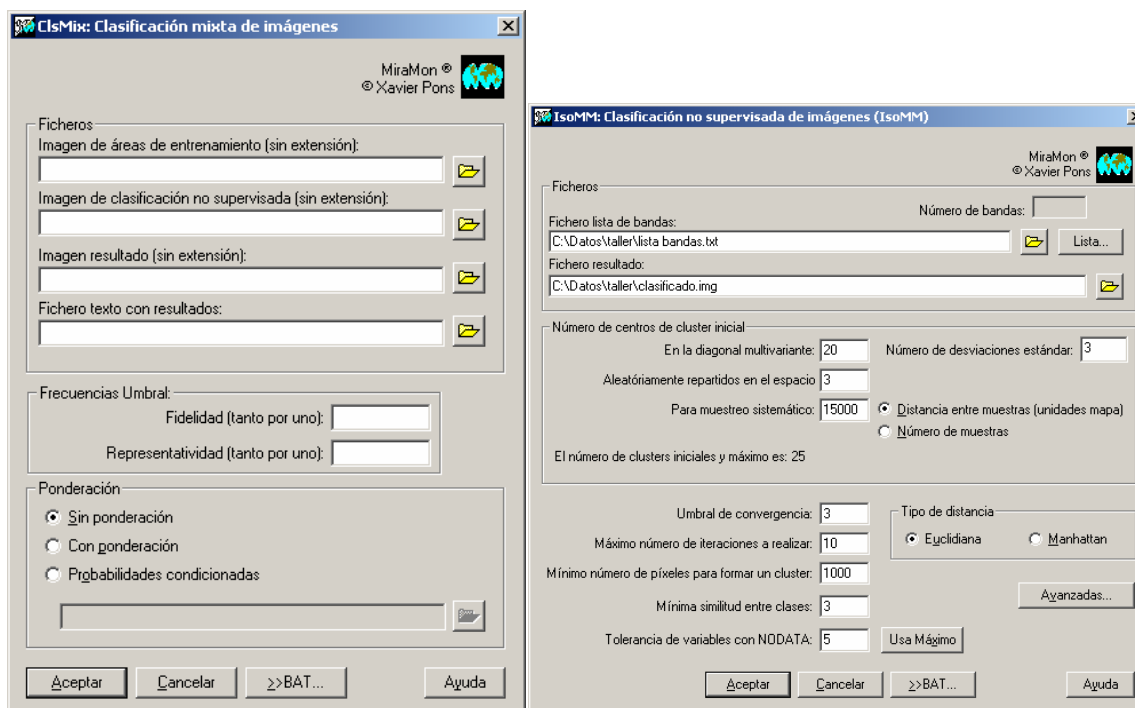 ClsMix: Clasificación mixta de imágenes
MiraMon ®
© Xavier Pons
Ficheros
Imagen de áreas de entrenamiento (sin extensión):
Imagen de clasificación no supervisada (sin extensión):
Imagen resultado (sin extensión):
Fichero texto con resultados:
Frecuencias Umbral:
Fidelidad (tanto por uno):
Representatividad (tanto por uno):
Ponderación
Sin ponderación
Con ponderación
Probabilidades condicionadas
Aceptar Cancelar >>BAT... Ayuda
IsoMM: Clasificación no supervisada de imágenes (IsoMM)
MiraMon ®
© Xavier Pons
Ficheros
Número de bandas:
Fichero lista de bandas:
C:\Datos\taller\lista bandas.txt Lista...
Fichero resultado:
C:\Datos\taller\clasificado.img
Número de centros de cluster inicial
En la diagonal multivariante: 20 Número de desviaciones estándar: 3
Aleatóriamente repartidos en el espacio 3
Para muestreo sistemático: 15000 Distancia entre muestras (unidades mapa)
Número de muestras
El número de clusters iniciales y máximo es: 25
Umbral de convergencia: 3 Tipo de distancia
Máximo número de iteraciones a realizar: 10 Euclidiana Manhattan
Mínimo número de píxeles para formar un cluster: 1000
Avanzadas...
Mínima similitud entre clases: 3
Tolerancia de variables con NODATA: 5 Usa Máximo
Aceptar Cancelar >>BAT... Ayuda